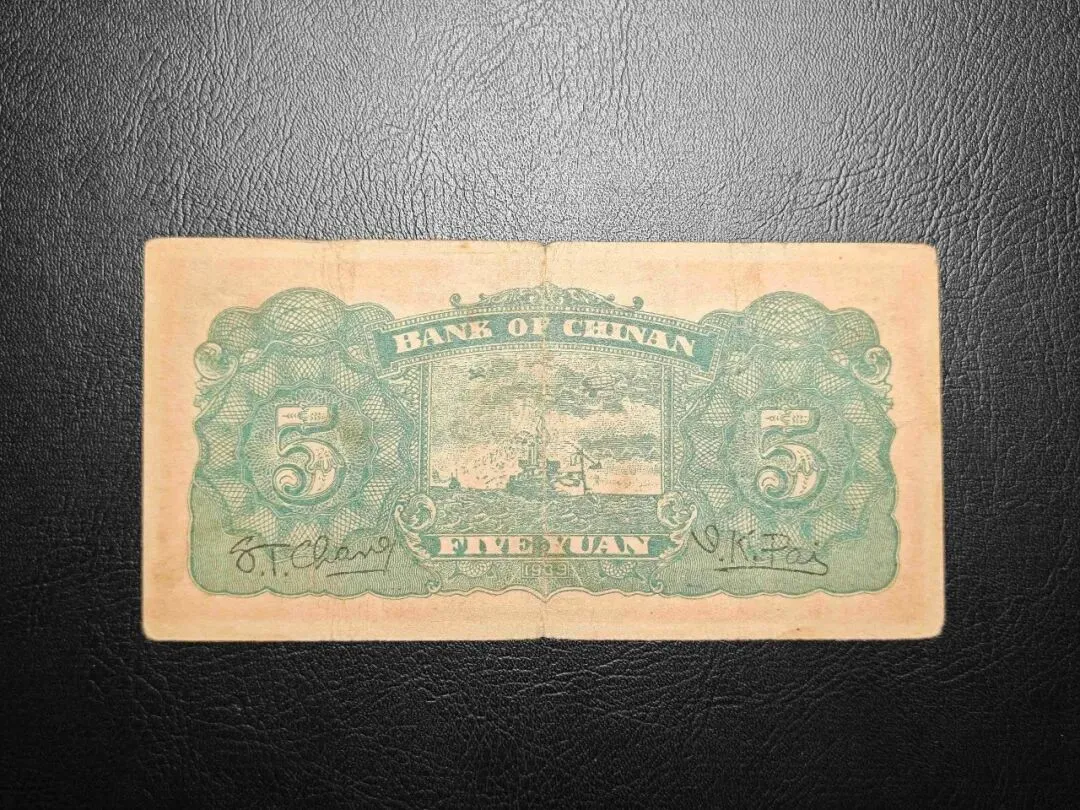 BANK OF CHINAN
5
5
S.T.Chang
V.K.Pai
FIVE YUAN
1939